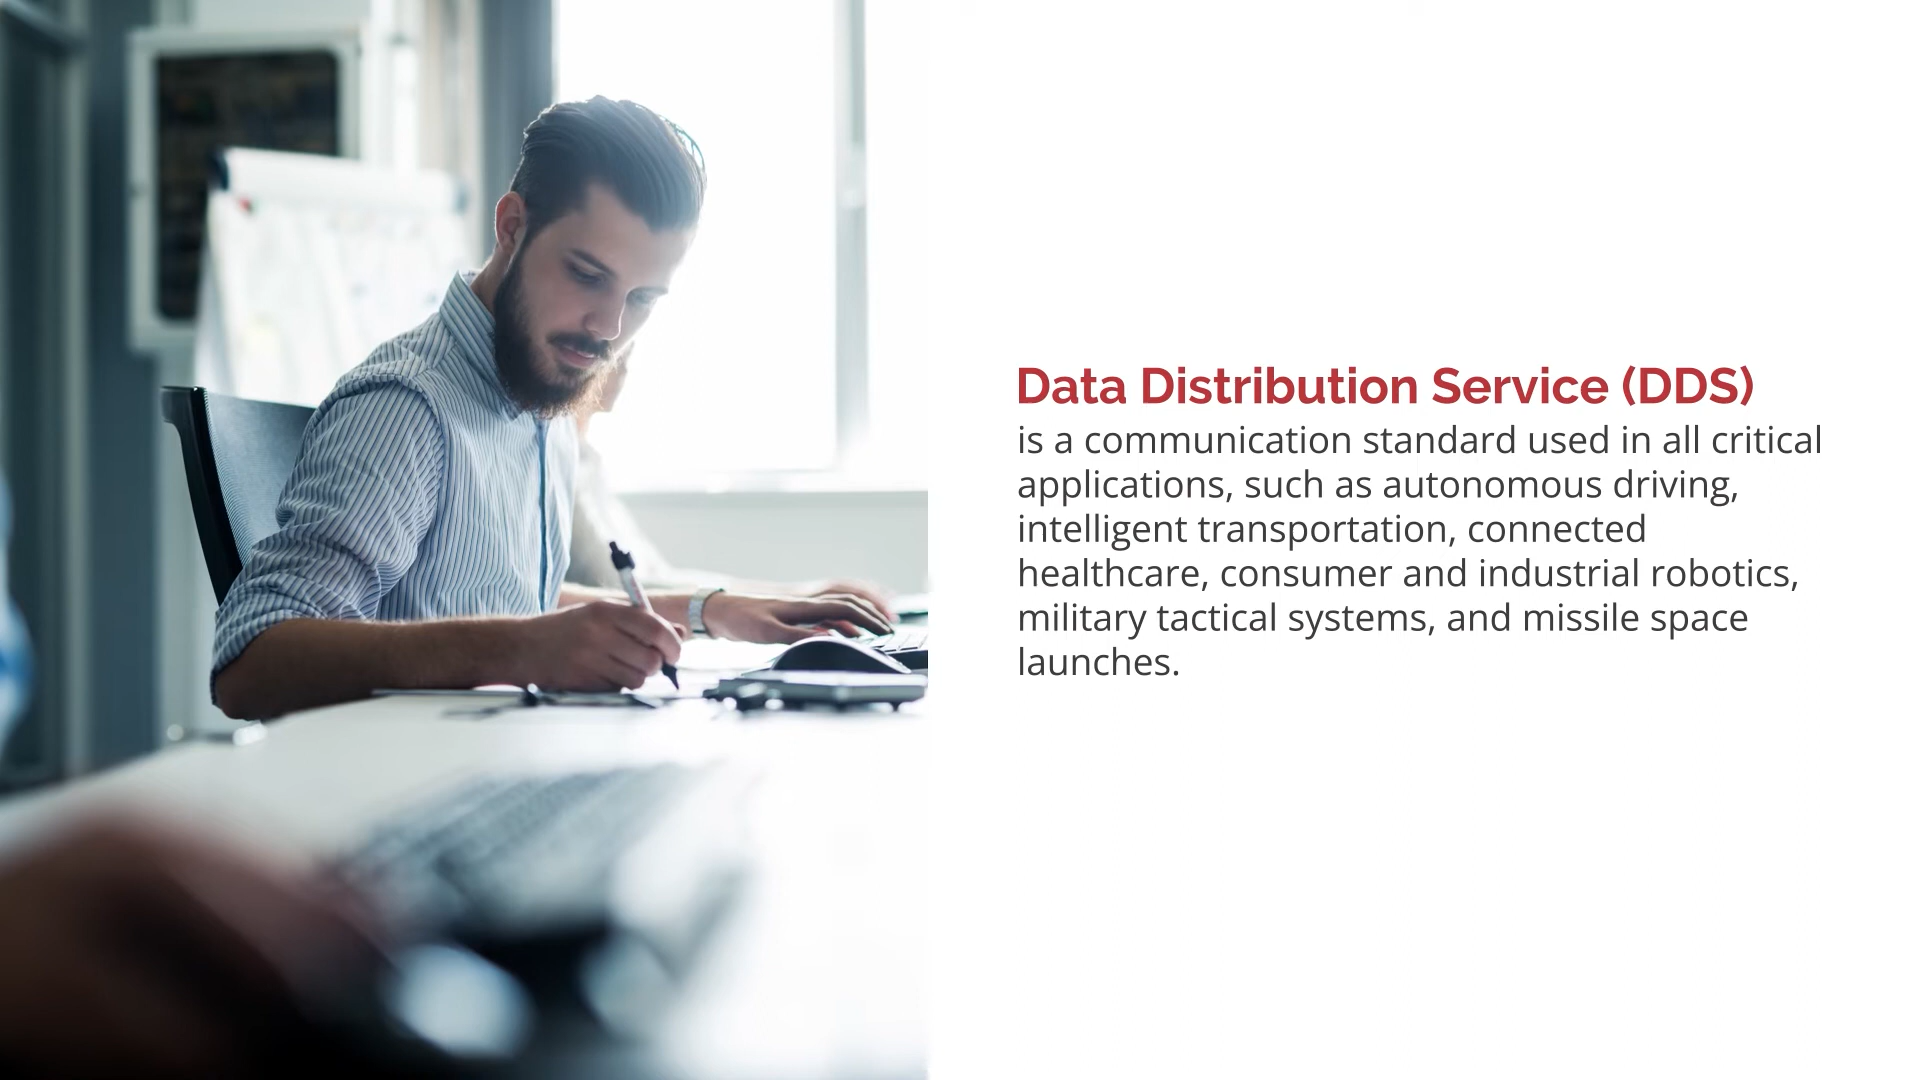 Data Distribution Service (DDS)
is a communication standard used in all critical
applications, such as autonomous driving,
intelligent transportation, connected
healthcare, consumer and industrial robotics,
military tactical systems, and missile space
launches.